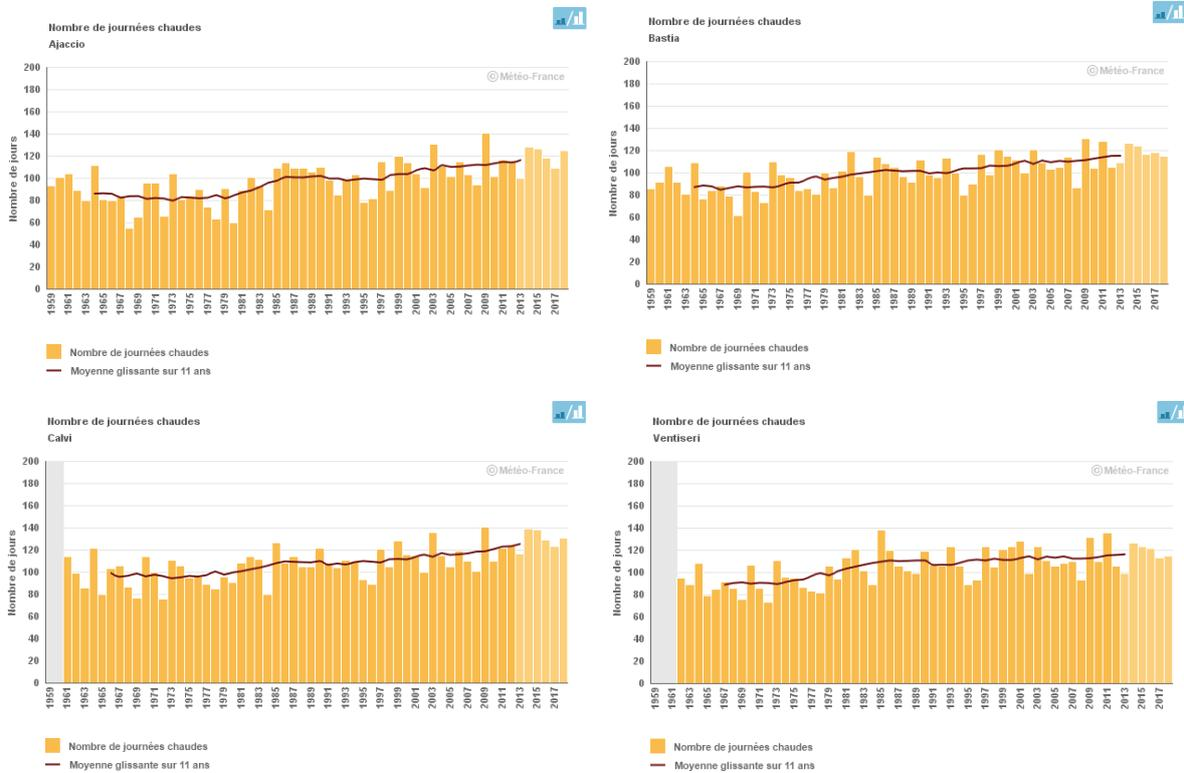 Nombre de journées chaudes
Ajaccio
© Météo-France
Nombre de jours
200
180
160
140
120
100
80
60
40
20
0
1959 1961 1963 1965 1967 1969 1971 1973 1975 1977 1979 1981 1983 1985 1987 1989 1991 1993 1995 1997 1999 2001 2003 2005 2007 2009 2011 2013 2015 2017
Nombre de journées chaudes
Moyenne glissante sur 11 ans
Nombre de journées chaudes
Bastia
© Météo-France
Nombre de jours
200
180
160
140
120
100
80
60
40
20
0
1959 1961 1963 1965 1967 1969 1971 1973 1975 1977 1979 1981 1983 1985 1987 1989 1991 1993 1995 1997 1999 2001 2003 2005 2007 2009 2011 2013 2015 2017
Nombre de journées chaudes
Moyenne glissante sur 11 ans
Nombre de journées chaudes
Calvi
© Météo-France
Nombre de jours
200
180
160
140
120
100
80
60
40
20
0
1959 1961 1963 1965 1967 1969 1971 1973 1975 1977 1979 1981 1983 1985 1987 1989 1991 1993 1995 1997 1999 2001 2003 2005 2007 2009 2011 2013 2015 2017
Nombre de journées chaudes
Moyenne glissante sur 11 ans
Nombre de journées chaudes
Ventiseri
© Météo-France
Nombre de jours
200
180
160
140
120
100
80
60
40
20
0
1959 1961 1963 1965 1967 1969 1971 1973 1975 1977 1979 1981 1983 1985 1987 1989 1991 1993 1995 1997 1999 2001 2003 2005 2007 2009 2011 2013 2015 2017
Nombre de journées chaudes
Moyenne glissante sur 11 ans